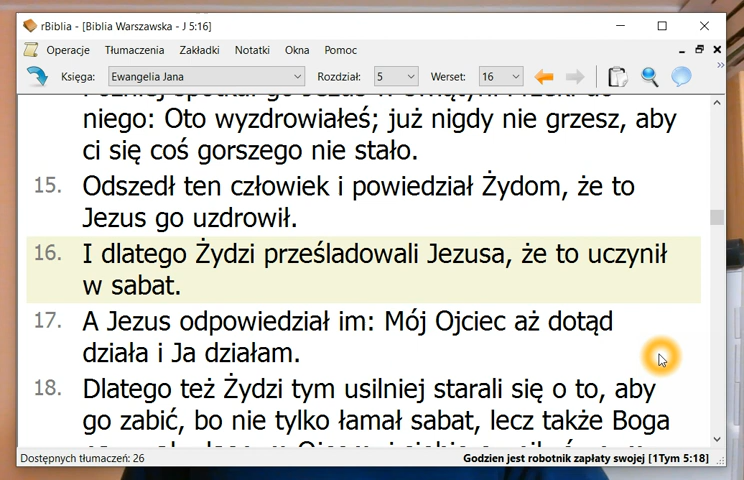 rBiblia - [Biblia Warszawska - J 5:16]
Operacje Tłumaczenia Zakładki Notatki Okna Pomoc
Księga: Ewangelia Jana Rozdział: 5 Werset: 16
niego: Oto wyzdrowiałeś; już nigdy nie grzesz, aby
ci się coś gorszego nie stało.
15. Odszedł ten człowiek i powiedział Żydom, że to
Jezus go uzdrowił.
16. I dlatego Żydzi prześladowali Jezusa, że to uczynił
w sabat.
17. A Jezus odpowiedział im: Mój Ojciec aż dotąd
działa i Ja działam.
18. Dlatego też Żydzi tym usilniej starali się o to, aby
go zabić, bo nie tylko łamał sabat, lecz także Boga
Dostępnych tłumaczeń: 26 Godzien jest robotnik zapłaty swojej [1Tym 5:18]